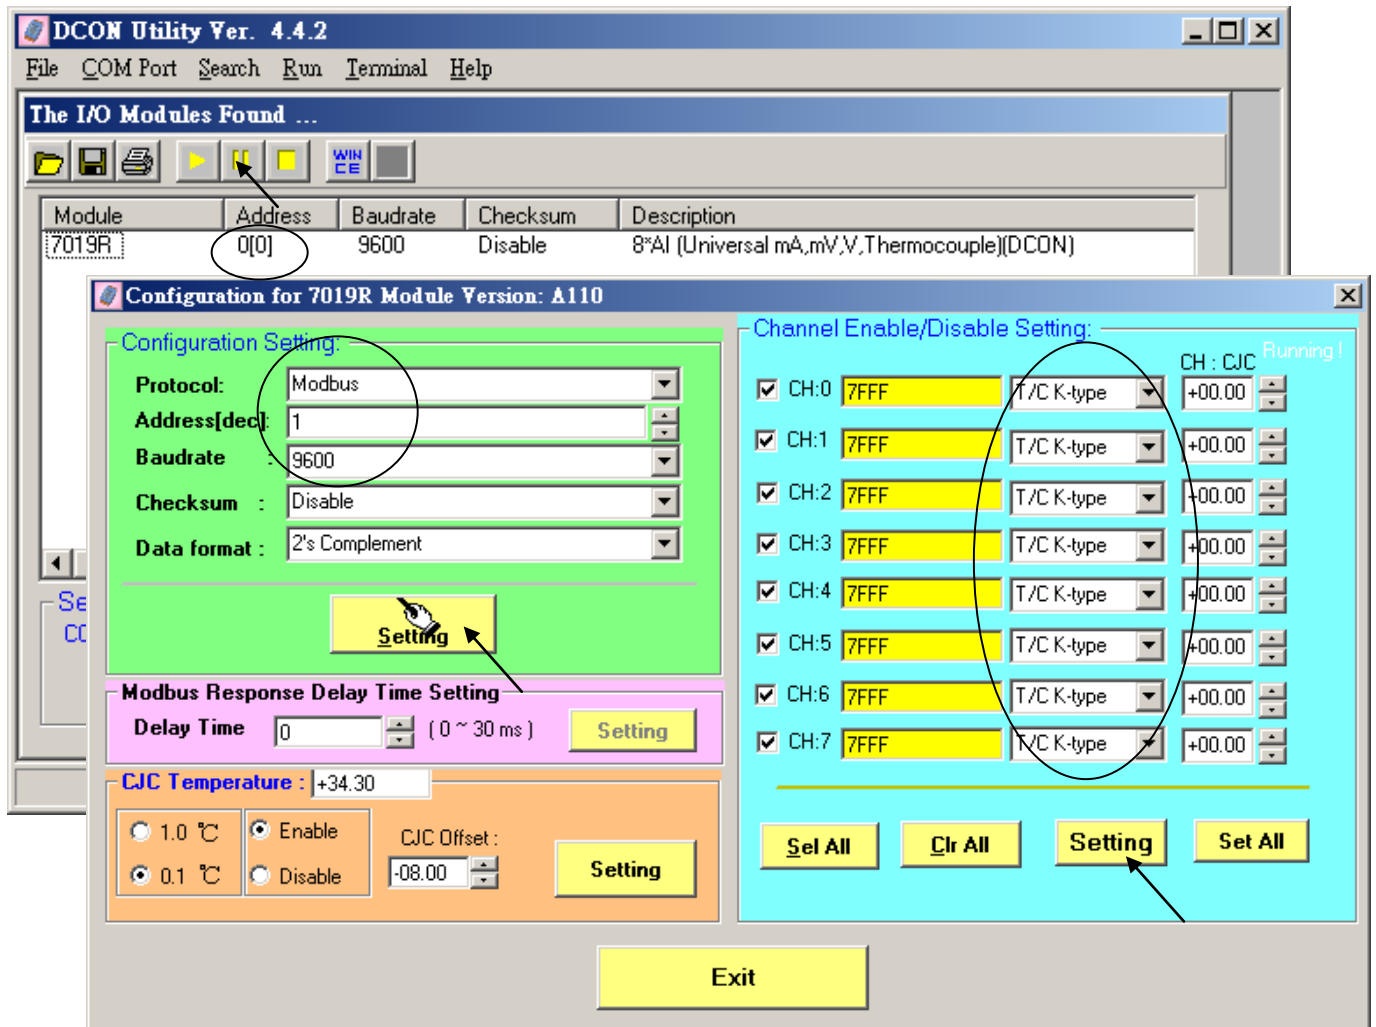 DCON Utility Ver. 4.4.2
File COM Port Search Run Terminal Help
The I/O Modules Found ...
WIN CE
Module Address Baudrate Checksum Description
7019R 0[0] 9600 Disable 8*AI (Universal mA,mV,V,Thermocouple)(DCON)
Configuration for 7019R Module Version: A110
Configuration Setting:
Protocol: Modbus
Address[dec]: 1
Baudrate : 9600
Checksum : Disable
Data format : 2's Complement
Setting
Se
CO
Modbus Response Delay Time Setting
Delay Time 0 ( 0 ~ 30 ms ) Setting
CJC Temperature : +34.30
1.0 ℃ Enable CJC Offset :
0.1 ℃ Disable -08.00 Setting
Channel Enable/Disable Setting:
CH : CJC Running !
CH:0 7FFF T/C K-type +00.00
CH:1 7FFF T/C K-type +00.00
CH:2 7FFF T/C K-type +00.00
CH:3 7FFF T/C K-type +00.00
CH:4 7FFF T/C K-type +00.00
CH:5 7FFF T/C K-type +00.00
CH:6 7FFF T/C K-type +00.00
CH:7 7FFF T/C K-type +00.00
Sel All Clr All Setting Set All
Exit